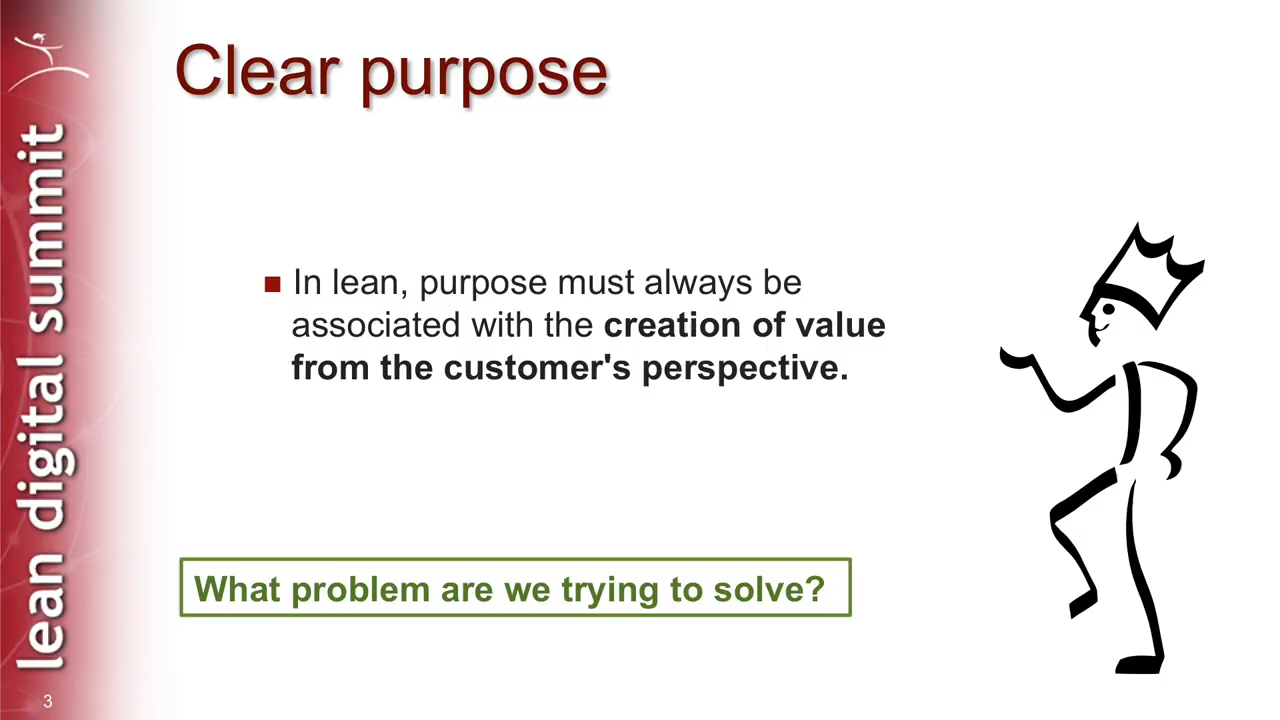 Clear purpose
In lean, purpose must always be
associated with the creation of value
from the customer's perspective.
What problem are we trying to solve?
lean digital summit
3